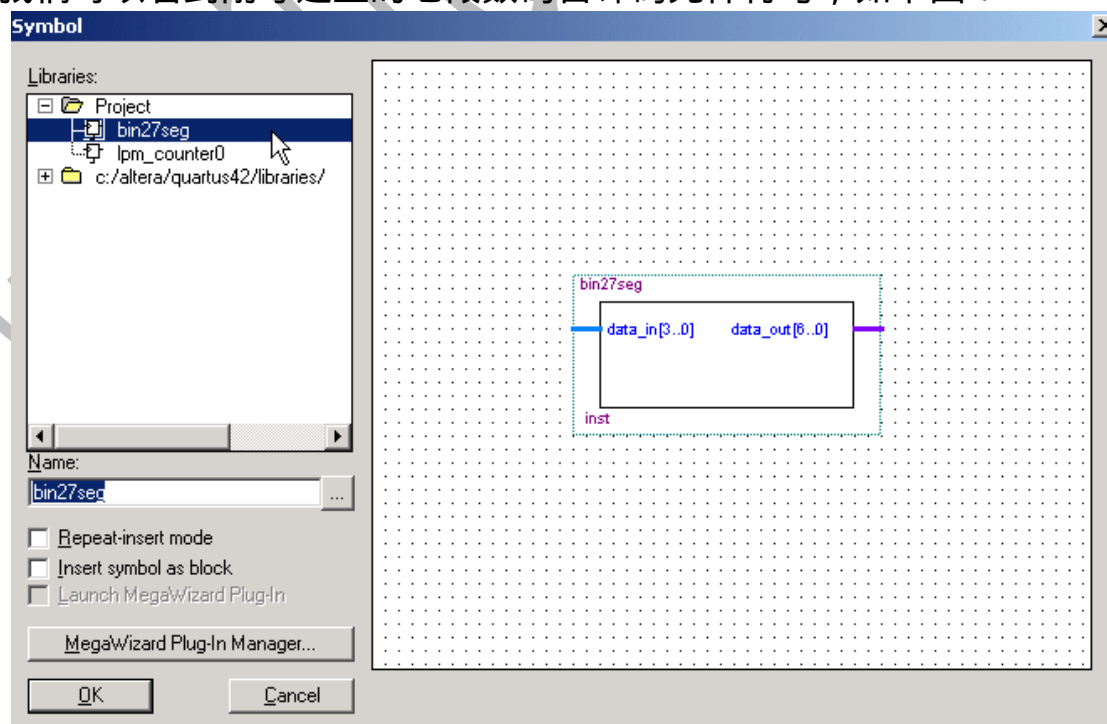 Symbol
Libraries:
Project
bin27seg
lpm_counter0
c:/altera/quartus42/libraries/
bin27seg
data_in[3..0] data_out[6..0]
inst
Name:
bin27seg
...
Repeat-insert mode
Insert symbol as block
Launch MegaWizard Plug-In
MegaWizard Plug-In Manager...
OK Cancel